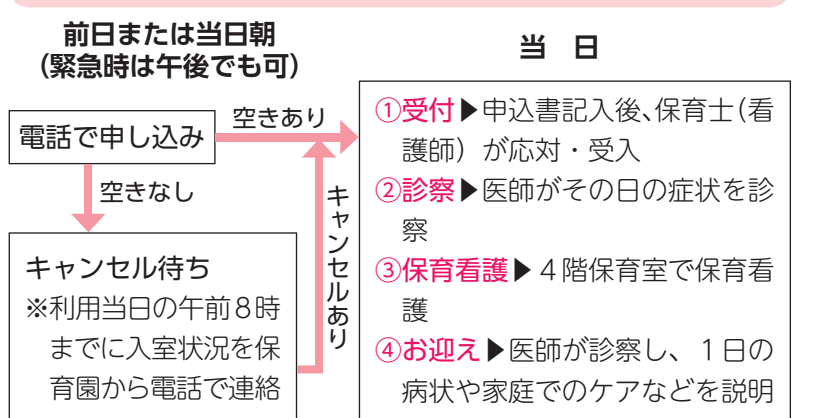 前日または当日朝
（緊急時は午後でも可）
電話で申し込み
空きあり
空きなし
キャンセル待ち
※利用当日の午前８時
までに入室状況を保
育園から電話で連絡
キャンセルあり
当　日
①受付▶申込書記入後、保育士（看
護師）が応対・受入
②診察▶医師がその日の症状を診
察
③保育看護▶４階保育室で保育看
護
④お迎え▶医師が診察し、１日の
病状や家庭でのケアなどを説明